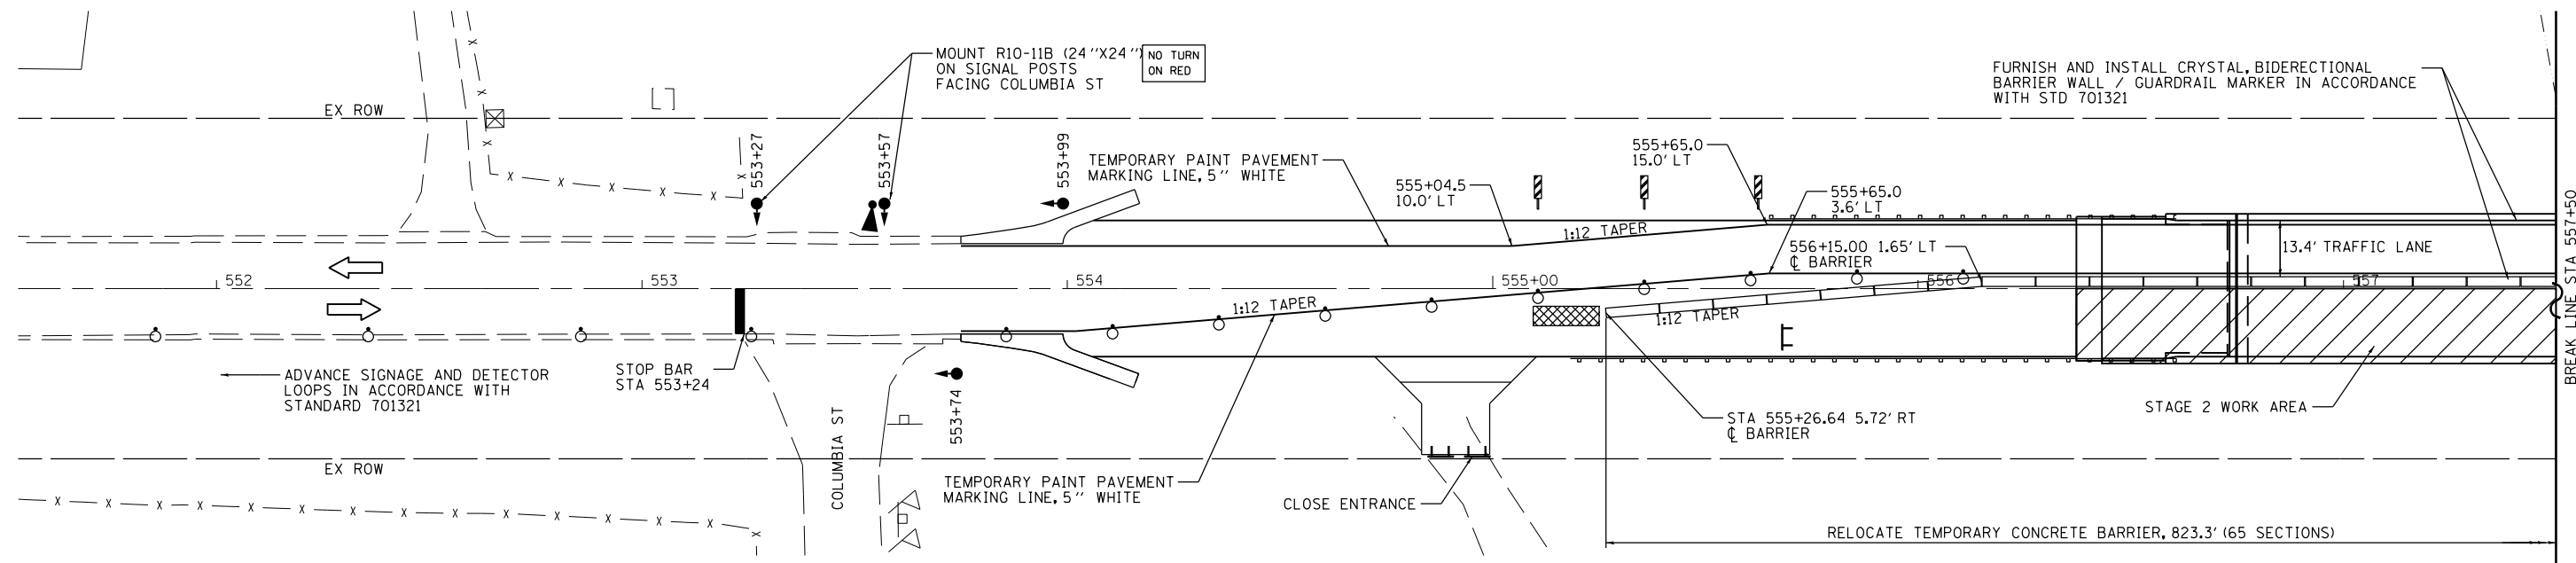 MOUNT R10-11B (24"X24")
ON SIGNAL POSTS
FACING COLUMBIA ST
NO TURN
ON RED
FURNISH AND INSTALL CRYSTAL, BIDERECTIONAL
BARRIER WALL / GUARDRAIL MARKER IN ACCORDANCE
WITH STD 701321
EX ROW
553+27
553+57
553+99
TEMPORARY PAINT PAVEMENT
MARKING LINE, 5" WHITE
555+65.0
15.0' LT
555+04.5
10.0' LT
555+65.0
3.6' LT
1:12 TAPER
556+15.00 1.65' LT
℄ BARRIER
13.4' TRAFFIC LANE
BREAK LINE STA 557+50
552
553
554
555+00
556
557
1:12 TAPER
1:12 TAPER
ADVANCE SIGNAGE AND DETECTOR
LOOPS IN ACCORDANCE WITH
STANDARD 701321
STOP BAR
STA 553+24
COLUMBIA ST
553+74
STA 555+26.64 5.72' RT
℄ BARRIER
STAGE 2 WORK AREA
EX ROW
TEMPORARY PAINT PAVEMENT
MARKING LINE, 5" WHITE
CLOSE ENTRANCE
RELOCATE TEMPORARY CONCRETE BARRIER, 823.3' (65 SECTIONS)